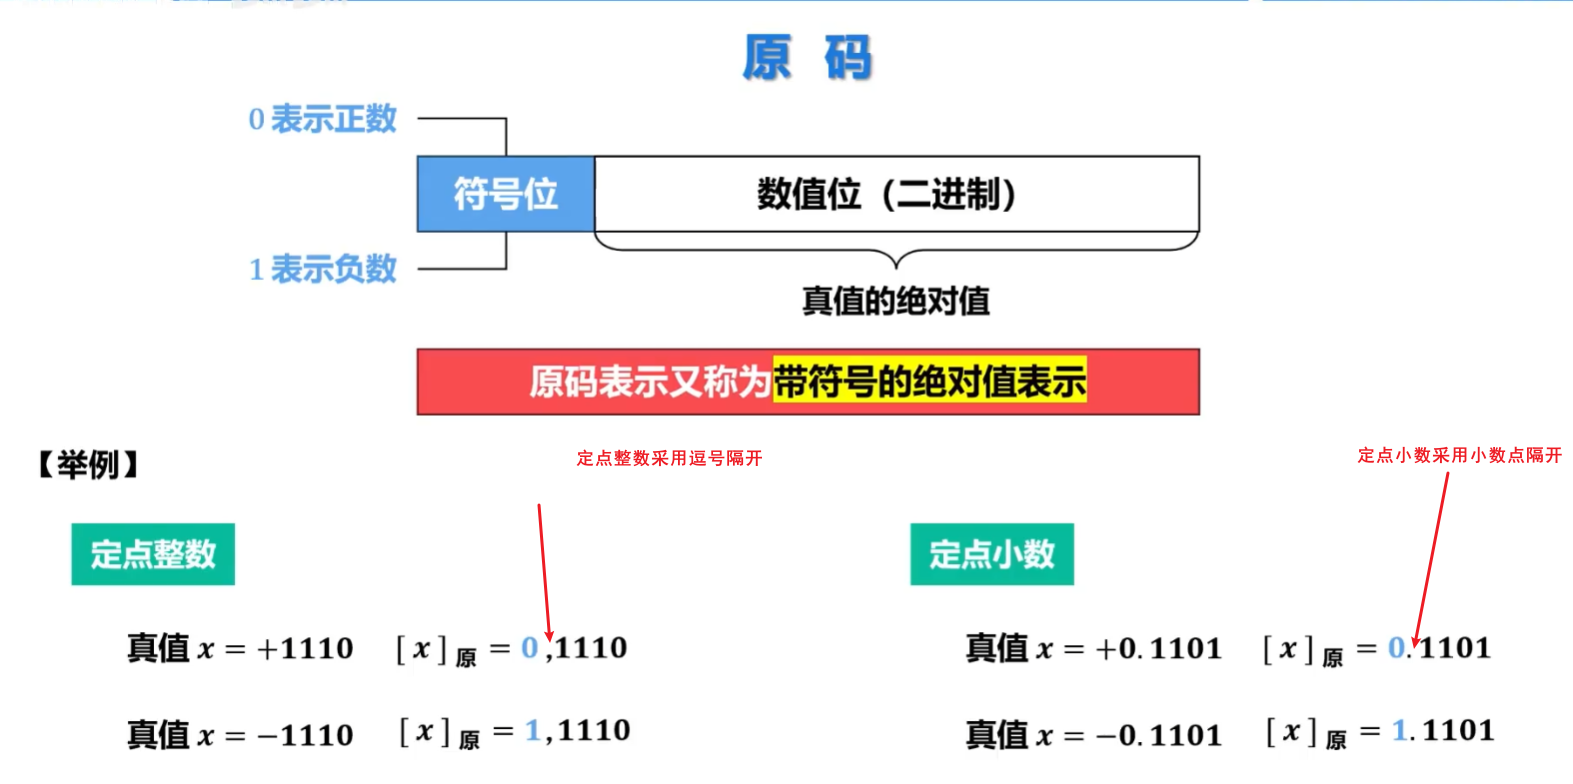 原 码
0 表示正数
符号位 数值位（二进制）
1 表示负数
真值的绝对值
原码表示又称为带符号的绝对值表示
【举例】
定点整数采用逗号隔开
定点小数采用小数点隔开
定点整数
定点小数
真值 x = +1110 [ x ]原 = 0 ,1110
真值 x = +0.1101 [ x ]原 = 0.1101
真值 x = −1110 [ x ]原 = 1,1110
真值 x = −0.1101 [ x ]原 = 1.1101